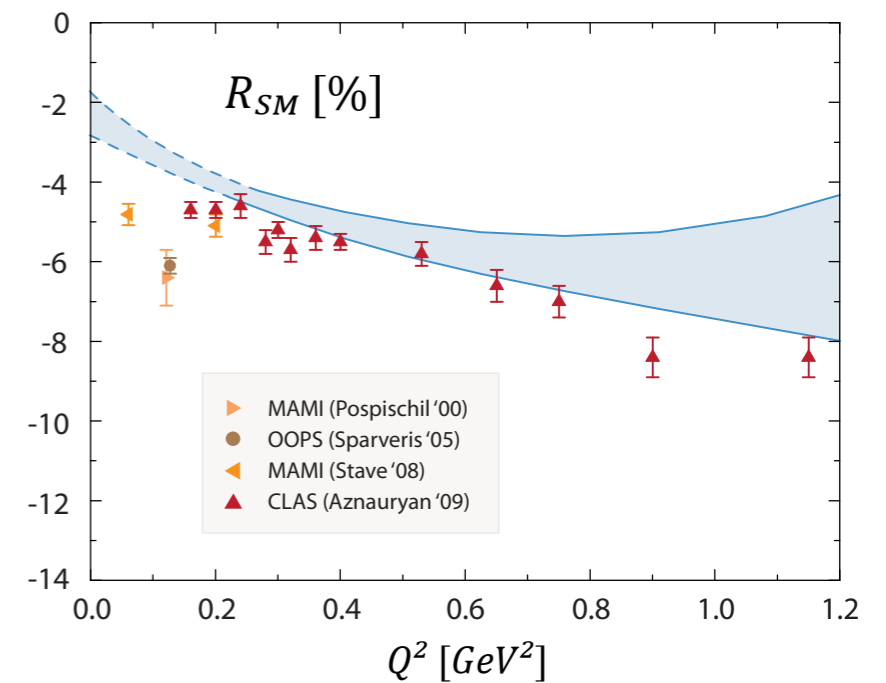 0
-2
-4
-6
-8
-10
-12
-14
R_SM [%]
MAMI (Pospischil ‘00)
OOPS (Sparveris ‘05)
MAMI (Stave ‘08)
CLAS (Aznauryan ‘09)
0.0 0.2 0.4 0.6 0.8 1.0 1.2
Q² [GeV²]